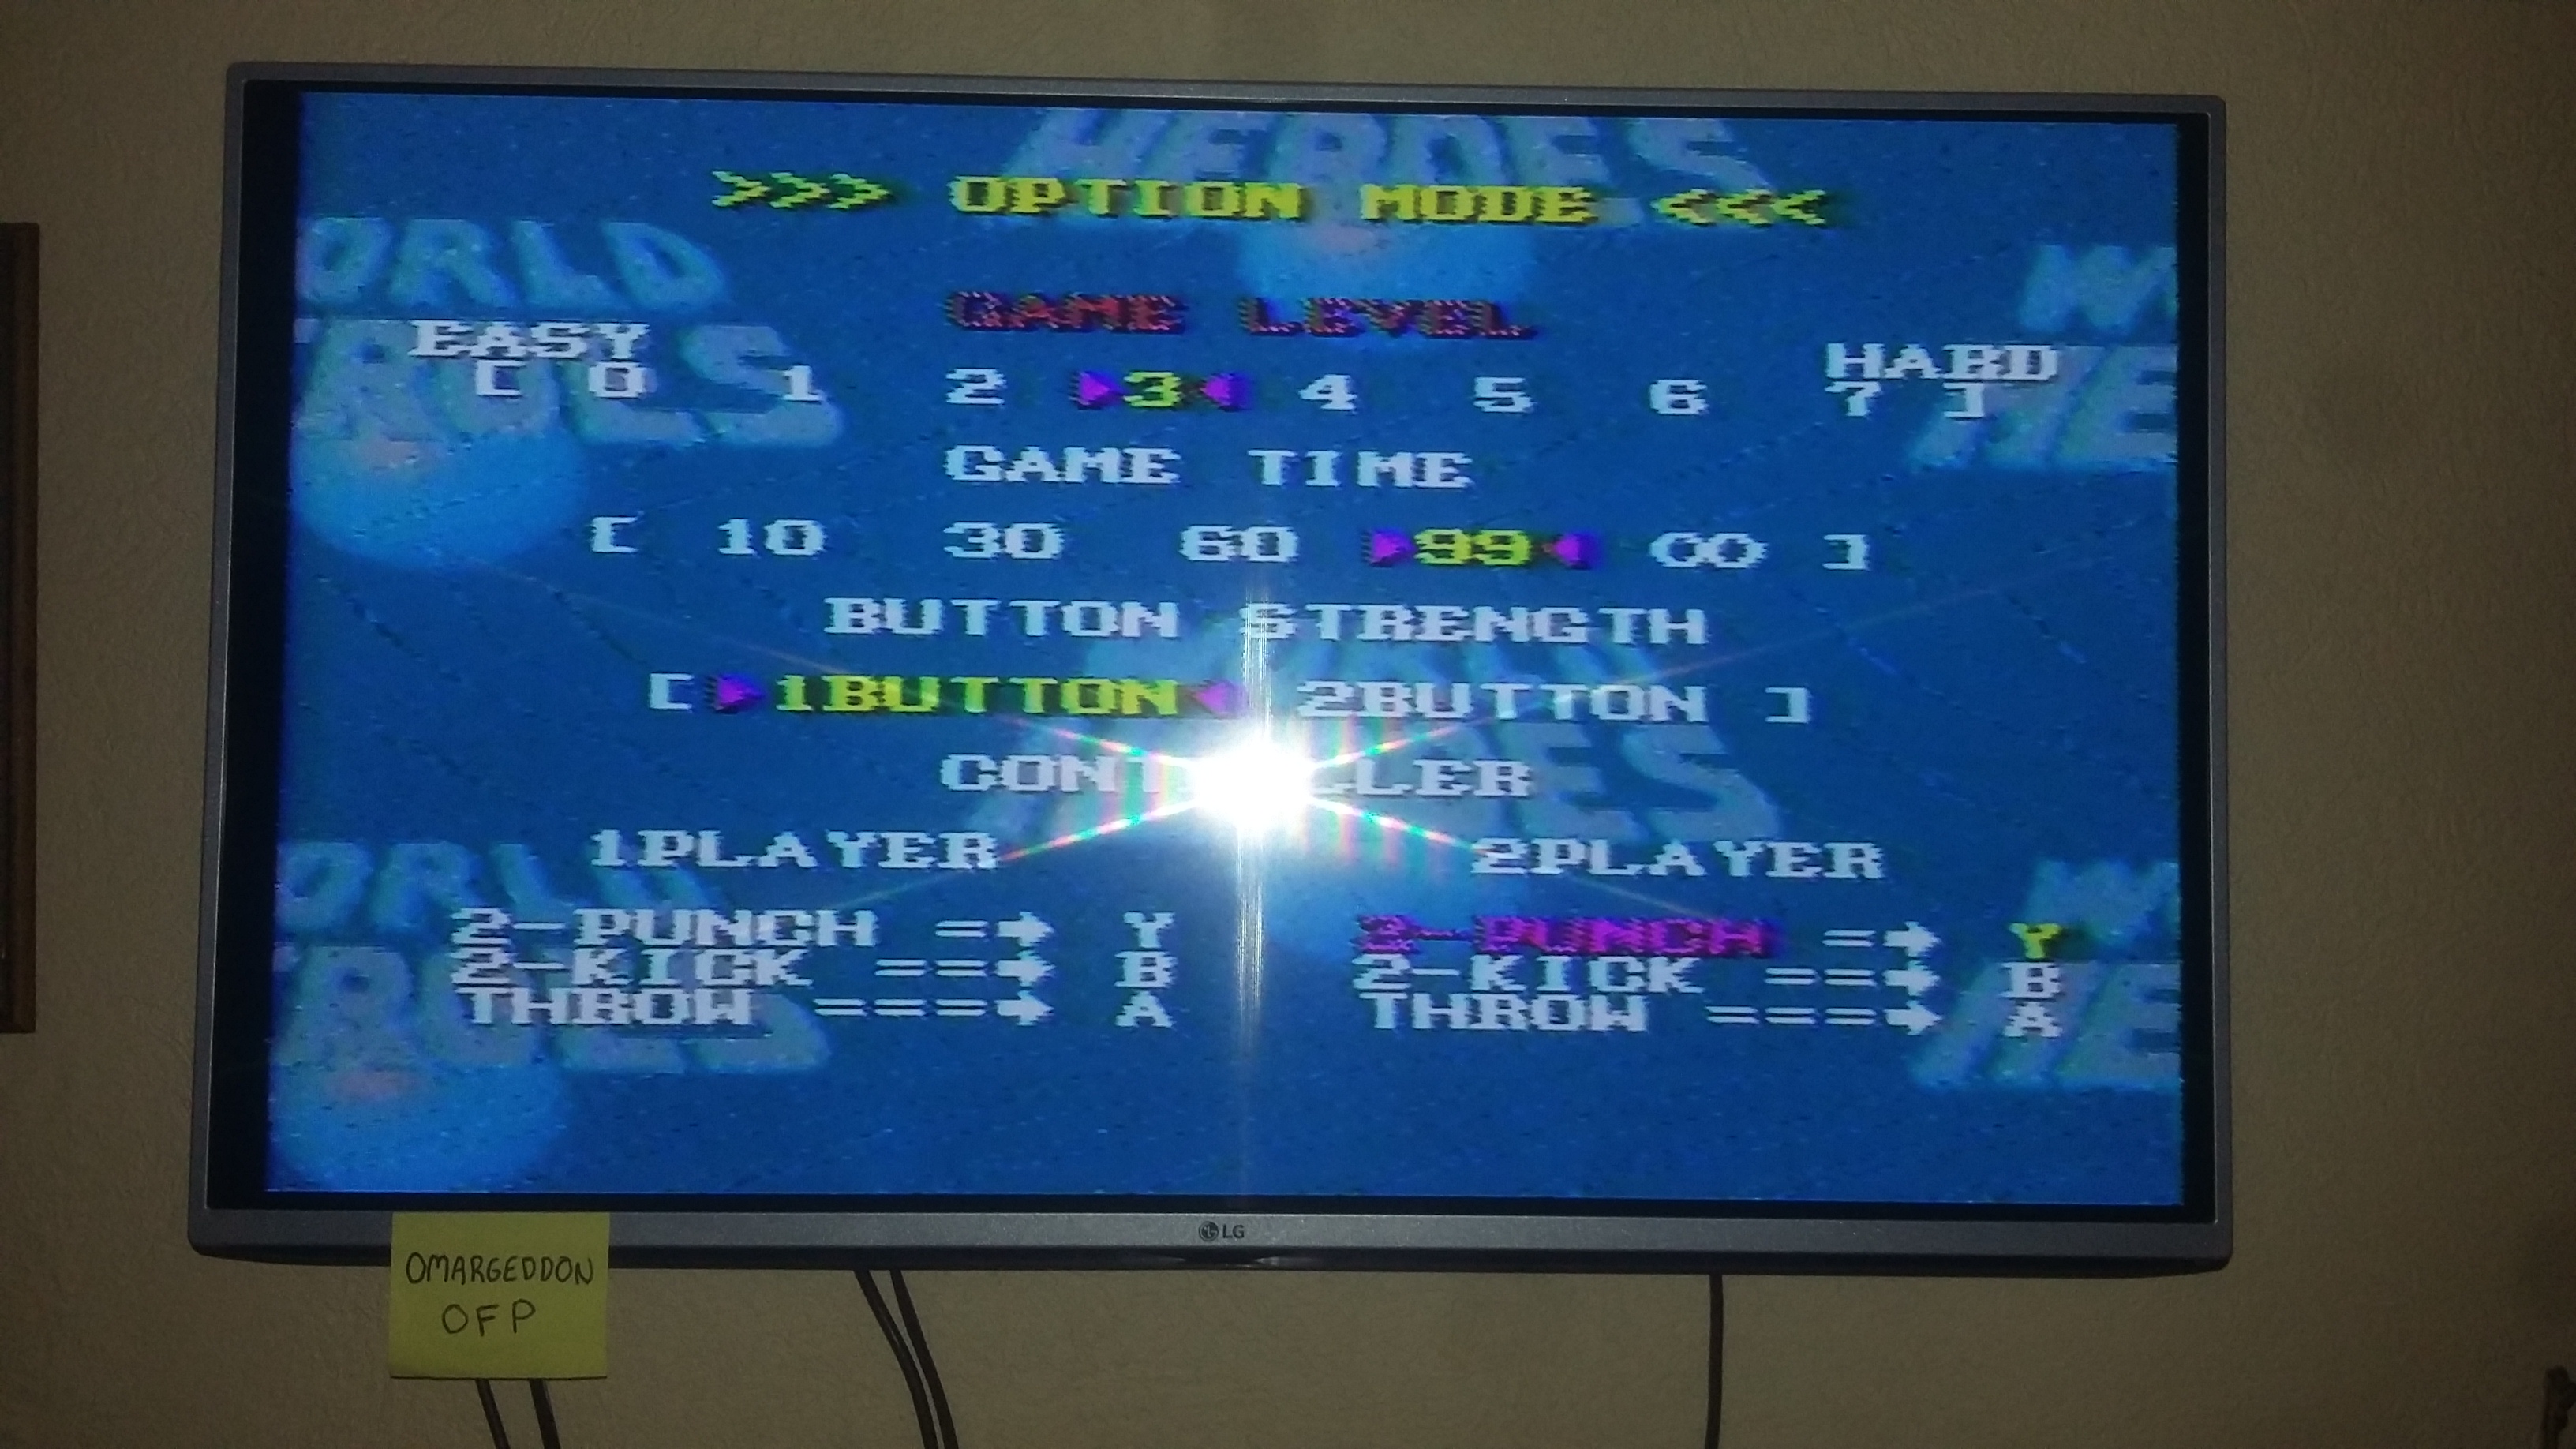 HEROES
>>> OPTION MODE <<<
ORLD
GAME LEVEL
EASY HARD
[ 0 1 2 ▶3◀ 4 5 6 7 ]
GAME TIME
[ 10 30 60 ▶99◀ ∞ ]
BUTTON STRENGTH
[ ▶1BUTTON◀ 2BUTTON ]
1PLAYER 2PLAYER
2-PUNCH =➔ Y 2-PUNCH =➔ Y
2-KICK ==➔ B 2-KICK ==➔ B
THROW ===➔ A THROW ===➔ A
LG
OMARGEDDON
OFP